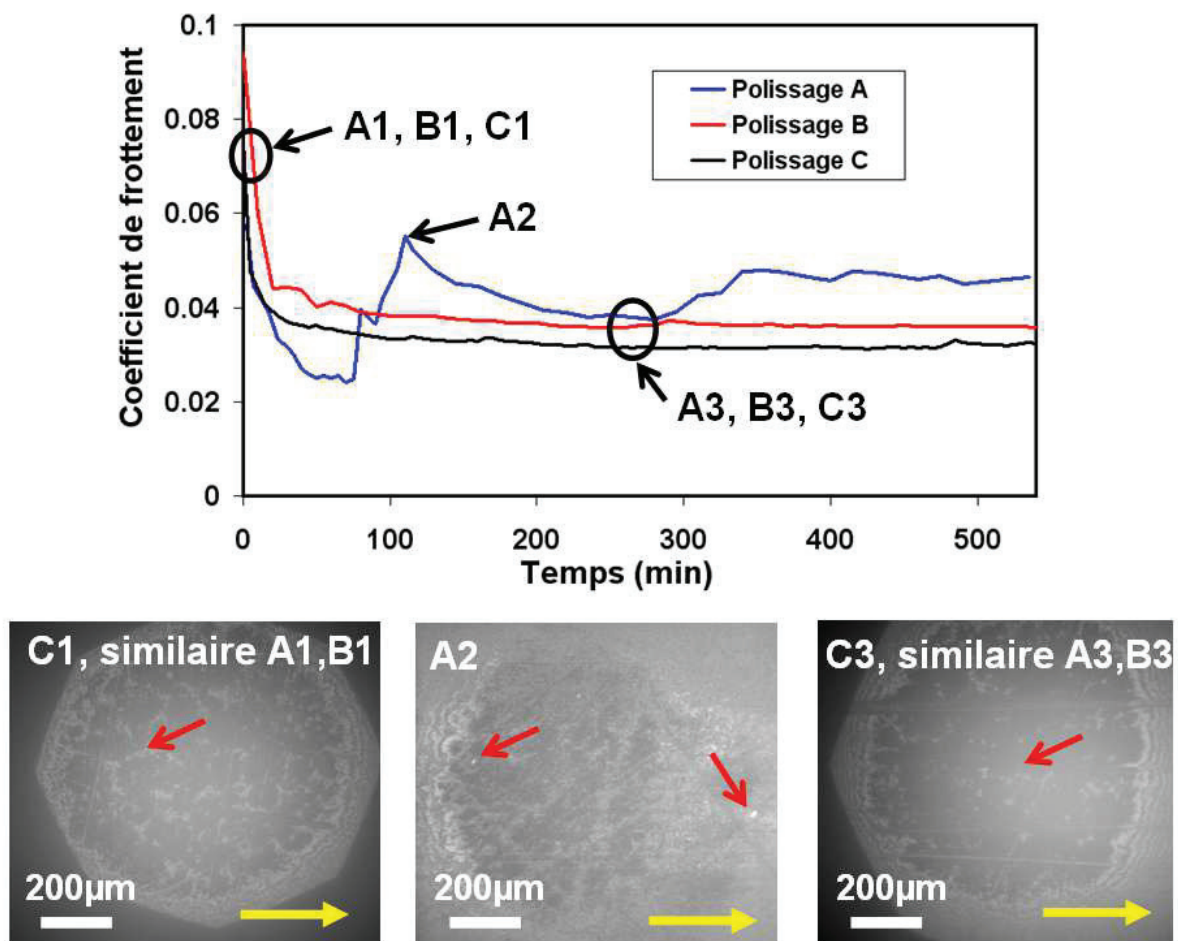 Coefficient de frottement
0.1
0.08
0.06
0.04
0.02
0
0
100
200
300
400
500
Temps (min)
Polissage A
Polissage B
Polissage C
A1, B1, C1
A2
A3, B3, C3
C1, similaire A1,B1
200µm
A2
200µm
C3, similaire A3,B3
200µm